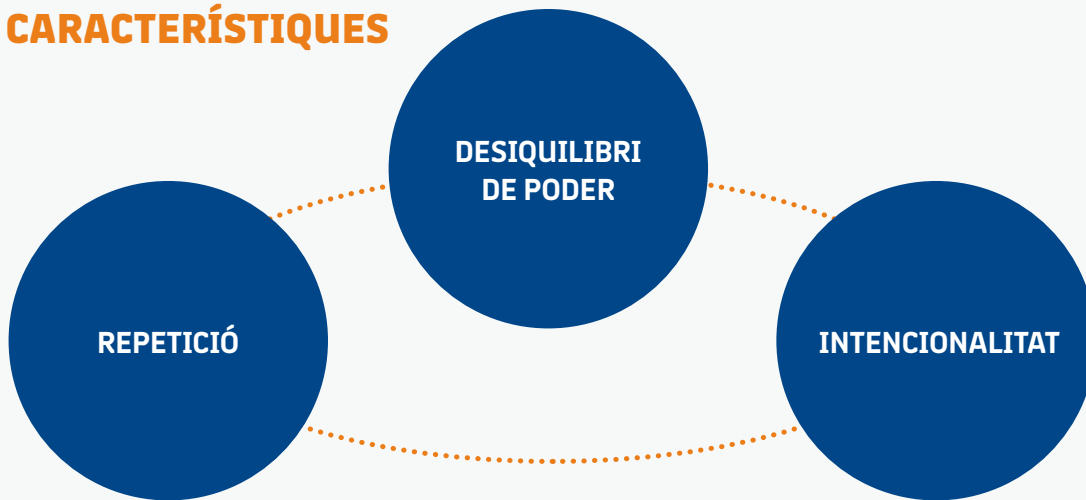 CARACTERÍSTIQUES
DESIQUILIBRI
DE PODER
REPETICIÓ
INTENCIONALITAT